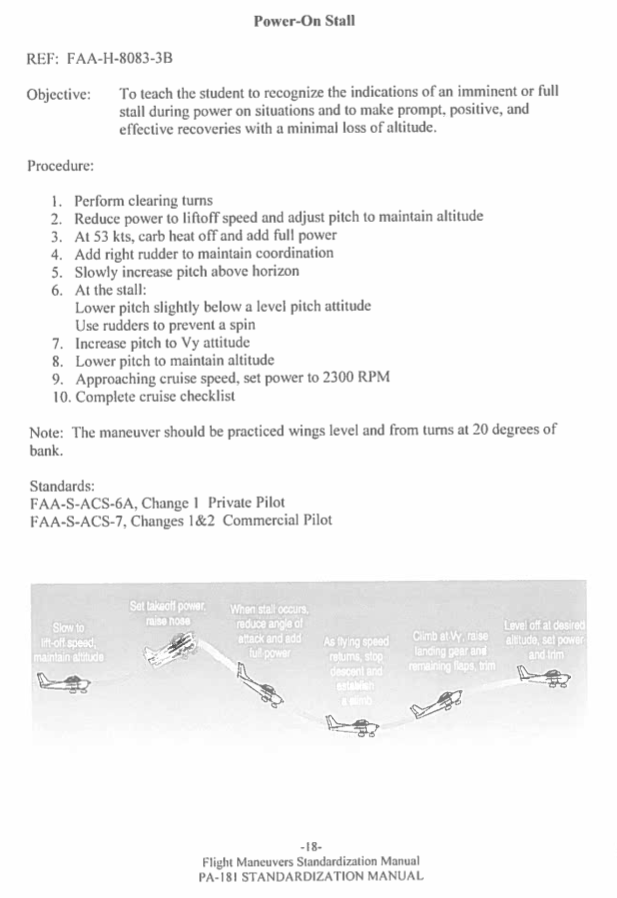 Power-On Stall
REF: FAA-H-8083-3B
Objective: To teach the student to recognize the indications of an imminent or full
stall during power on situations and to make prompt, positive, and
effective recoveries with a minimal loss of altitude.
Procedure:
1. Perform clearing turns
2. Reduce power to liftoff speed and adjust pitch to maintain altitude
3. At 53 kts, carb heat off and add full power
4. Add right rudder to maintain coordination
5. Slowly increase pitch above horizon
6. At the stall:
Lower pitch slightly below a level pitch attitude
Use rudders to prevent a spin
7. Increase pitch to Vy attitude
8. Lower pitch to maintain altitude
9. Approaching cruise speed, set power to 2300 RPM
10. Complete cruise checklist
Note: The maneuver should be practiced wings level and from turns at 20 degrees of
bank.
Standards:
FAA-S-ACS-6A, Change 1 Private Pilot
FAA-S-ACS-7, Changes 1&2 Commercial Pilot
Slow to
lift-off speed,
maintain altitude
Set takeoff power,
raise nose
When stall occurs,
reduce angle of
attack and add
full power
As flying speed
returns, stop
descent and
establish
a climb
Climb at Vy, raise
landing gear and
remaining flaps, trim
Level off at desired
altitude, set power
and trim
-18-
Flight Maneuvers Standardization Manual
PA-181 STANDARDIZATION MANUAL